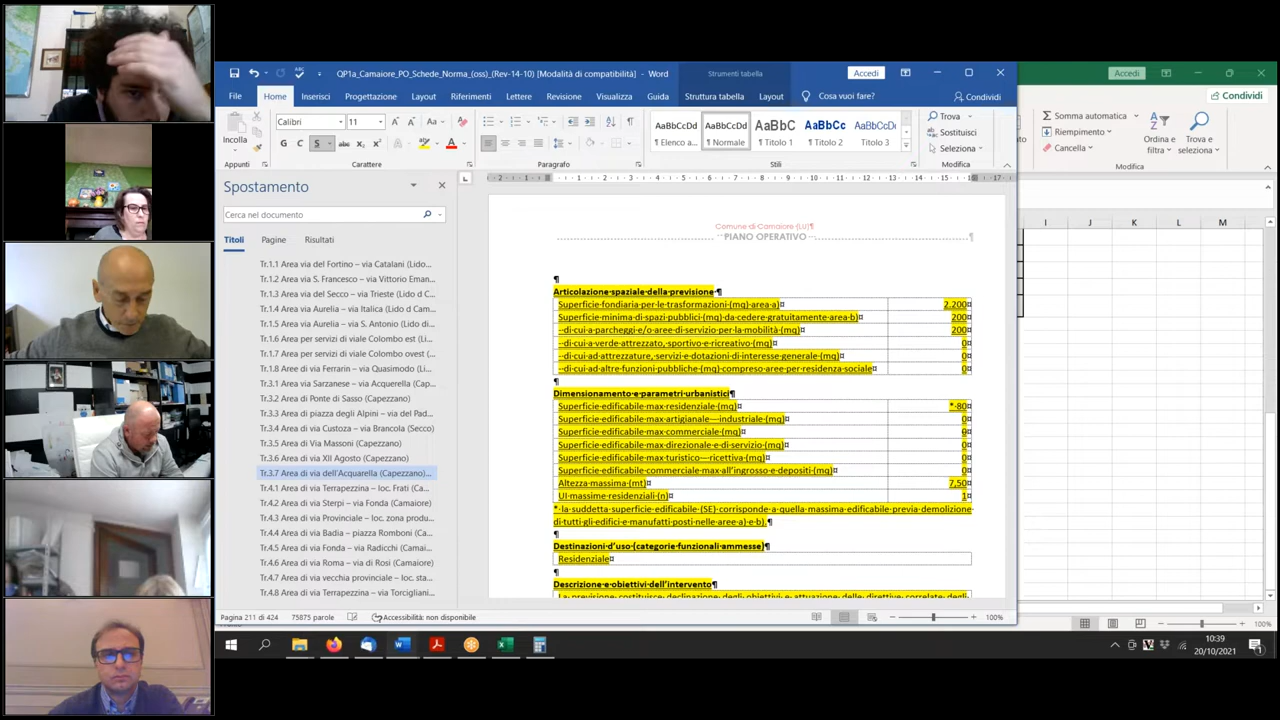 QP1a_Camaiore_PO_Schede_Norma_(oss)_(Rev-14-10) [Modalità di compatibilità] - Word
Strumenti tabella
Accedi
File Home Inserisci Progettazione Layout Riferimenti Lettere Revisione Visualizza Guida Struttura tabella Layout Cosa vuoi fare? Condividi
Incolla
Calibri 11
G C S abc
AaBbCcDd AaBbCcDd AaBbC AaBbCc AaBbCcDc
¶ Elenco a... ¶ Normale Titolo 1 Titolo 2 Titolo 3
Trova
Sostituisci
Seleziona
Appunti Carattere Paragrafo Stili Modifica
Accedi
Condividi
Somma automatica
Riempimento
Cancella
Ordina e filtra
Trova e seleziona
Modifica
I J K L M
Spostamento
Cerca nel documento
Titoli Pagine Risultati
Tr.1.1 Area via del Fortino – via Catalani (Lido...
Tr.1.2 Area via S. Francesco – via Vittorio Eman...
Tr.1.3 Area via del Secco – via Trieste (Lido d C...
Tr.1.4 Area via Aurelia – via Italica (Lido d Cam...
Tr.1.5 Area via Aurelia – via S. Antonio (Lido d...
Tr.1.6 Area per servizi di viale Colombo est (Li...
Tr.1.7 Area per servizi di viale Colombo ovest (...
Tr.1.8 Aree via Ferrarin – via Quasimodo (Lido...
Tr.3.1 Area via Sarzanese – via Acquerella (Cap...
Tr.3.2 Area di Ponte di Sasso (Capezzano)
Tr.3.3 Area di piazza degli Alpini – via del Pad...
Tr.3.4 Area via Custoza – via Brancola (Secco)
Tr.3.5 Area di Via Massoni (Capezzano)
Tr.3.6 Area di via XII Agosto (Capezzano)
Tr.3.7 Area di via dell’Acquarella (Capezzano)...
Tr.4.1 Area di via Terrapezzina – loc. Frati (Ca...
Tr.4.2 Area di Sterpi – via Fonda (Camaiore)
Tr.4.3 Area di Provinciale – loc. zona produ...
Tr.4.4 Area di via Badia – piazza Romboni (C...
Tr.4.5 Area di via Fonda – via Radicchi (Camai...
Tr.4.6 Area di via Roma – via di Rosi (Camaiore)
Tr.4.7 Area di via vecchia provinciale – loc. sta...
Tr.4.8 Area di via Terrapezzina – via Torcigliani...
Comune di Camaiore (LU)¶
PIANO OPERATIVO ¶
¶
Articolazione spaziale della previsione ¶
Superficie fondiaria per le trasformazioni (mq) area a) 2.200
Superficie minima di spazi pubblici (mq) da cedere gratuitamente area b) 200
- di cui a parcheggi e/o aree di servizio per la mobilità (mq) 200
- di cui a verde attrezzato, sportivo e ricreativo (mq) 0
- di cui ad attrezzature, servizi e dotazioni di interesse generale (mq) 0
- di cui ad altre funzioni pubbliche (mq) compreso aree per residenza sociale 0
¶
Dimensionamento e parametri urbanistici¶
Superficie edificabile max residenziale (mq) * 80
Superficie edificabile max artigianale – industriale (mq) 0
Superficie edificabile max commerciale (mq) 0
Superficie edificabile max direzionale e di servizio (mq) 0
Superficie edificabile max turistico – ricettiva (mq) 0
Superficie edificabile commerciale max all’ingrosso e depositi (mq) 0
Altezza massima (mt) 7,50
UI massime residenziali (n) 1
* la suddetta superficie edificabile (SE) corrisponde a quella massima edificabile previa demolizione
di tutti gli edifici e manufatti posti nelle aree a) e b).¶
¶
Destinazioni d’uso (categorie funzionali ammesse)¶
Residenziale
¶
Descrizione e obiettivi dell’intervento¶
La previsione costituisce declinazione degli obiettivi e attuazione delle direttive correlate degli
Pagina 211 di 424 75875 parole Accessibilità: non disponibile 100%
100%
10:39
20/10/2021